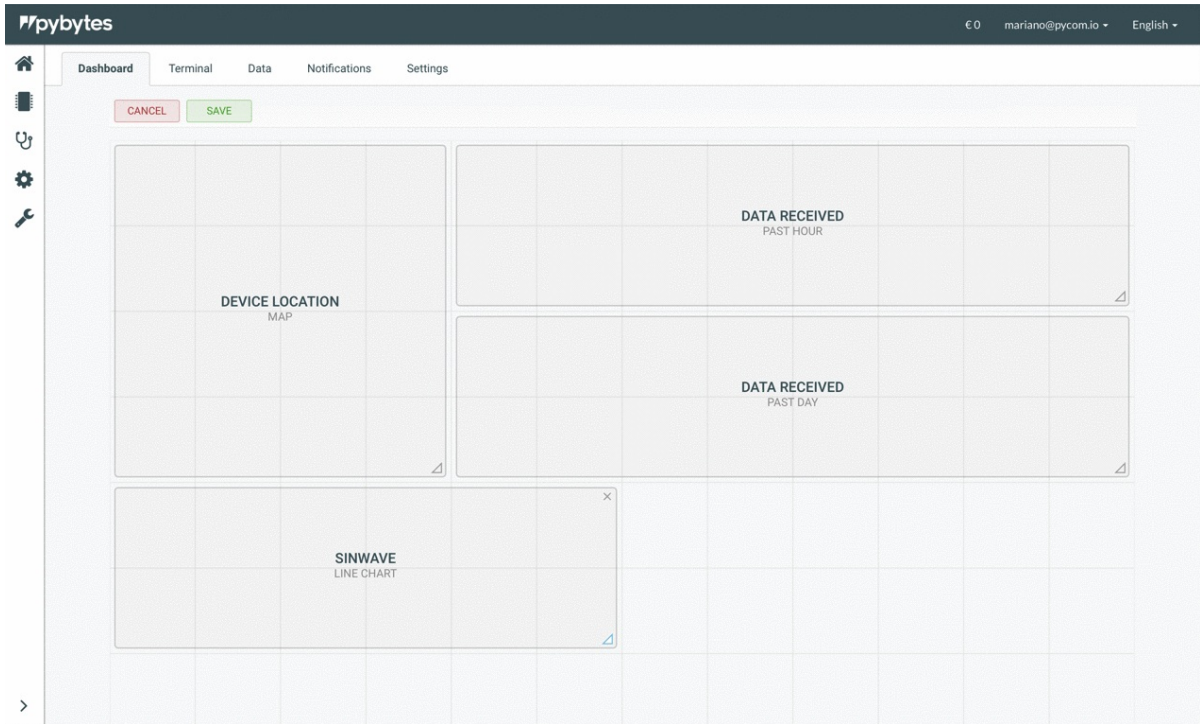 pybytes
€ 0 mariano@pycom.io English
Dashboard Terminal Data Notifications Settings
CANCEL SAVE
DEVICE LOCATION
MAP
DATA RECEIVED
PAST HOUR
DATA RECEIVED
PAST DAY
SINWAVE
LINE CHART